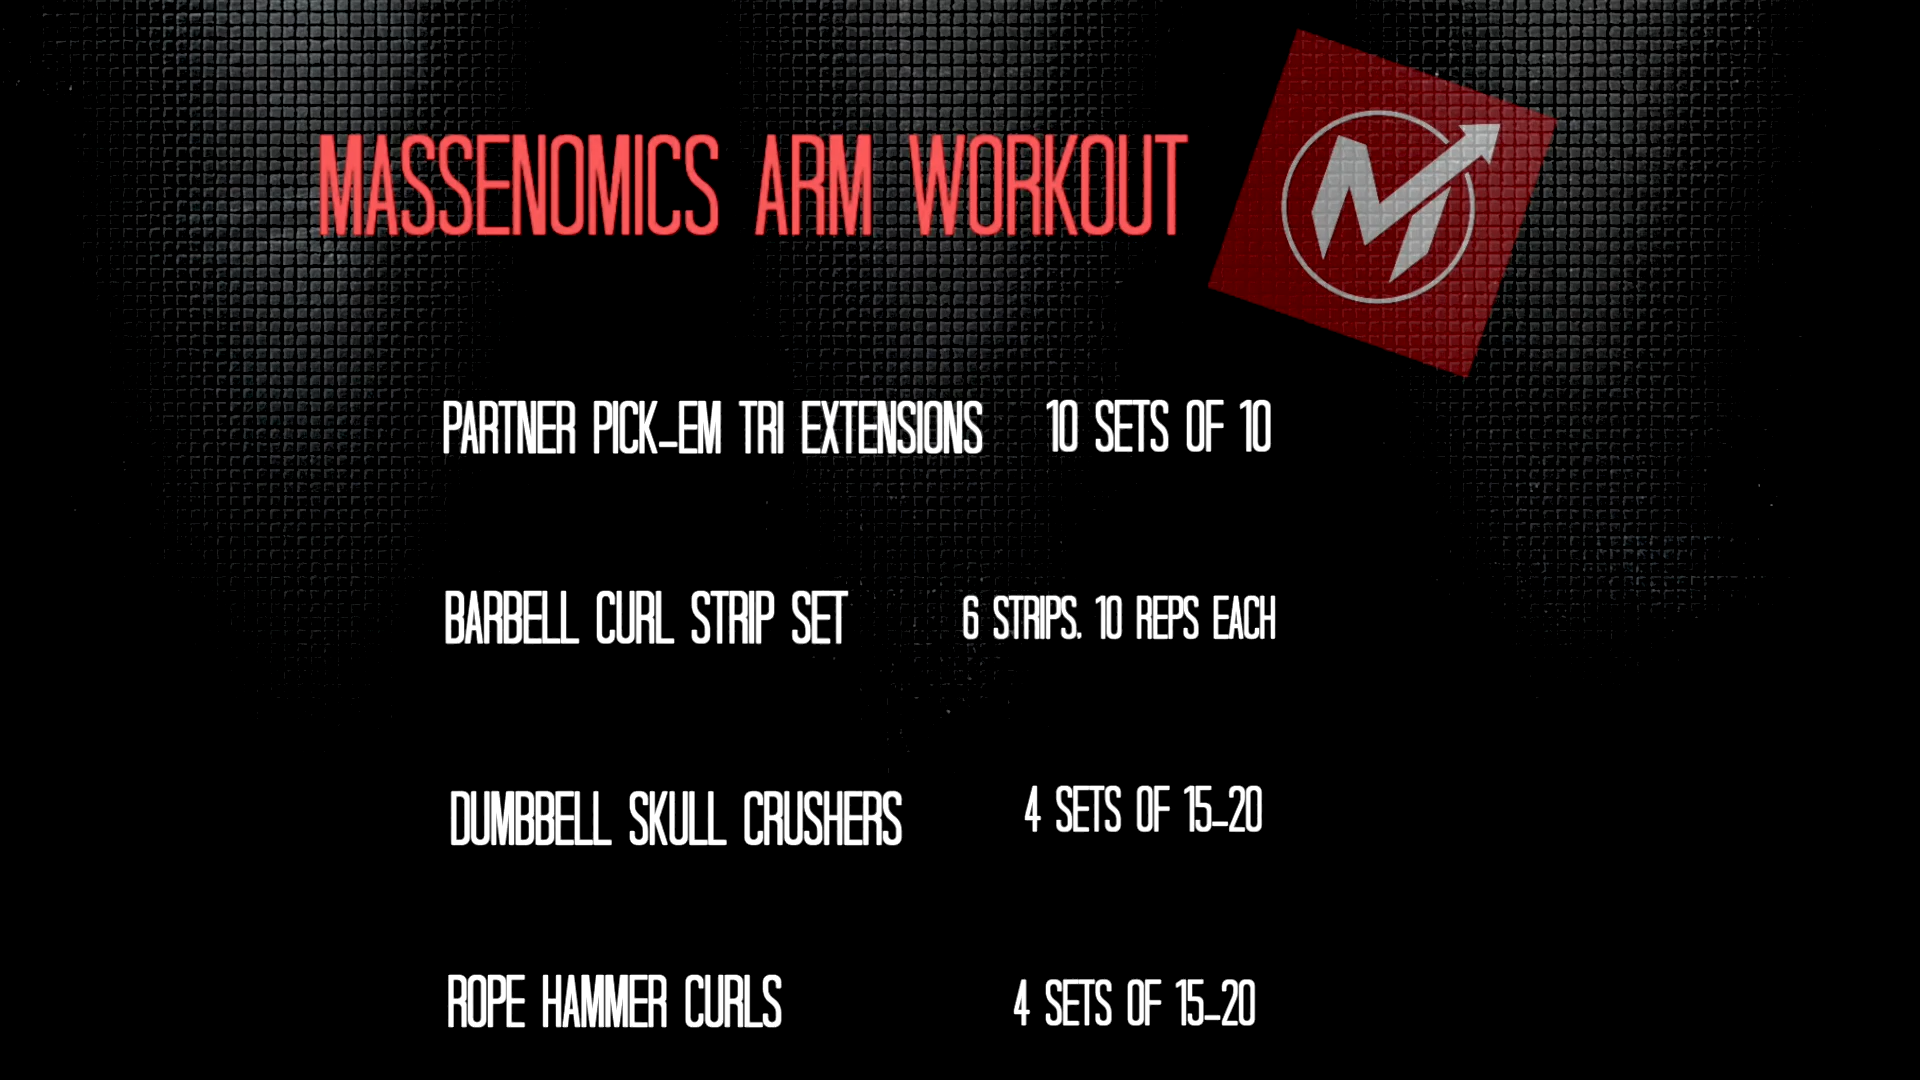 MASSENOMICS ARM WORKOUT
PARTNER PICK-EM TRI EXTENSIONS 10 SETS OF 10
BARBELL CURL STRIP SET 6 STRIPS. 10 REPS EACH
DUMBBELL SKULL CRUSHERS 4 SETS OF 15-20
ROPE HAMMER CURLS 4 SETS OF 15-20